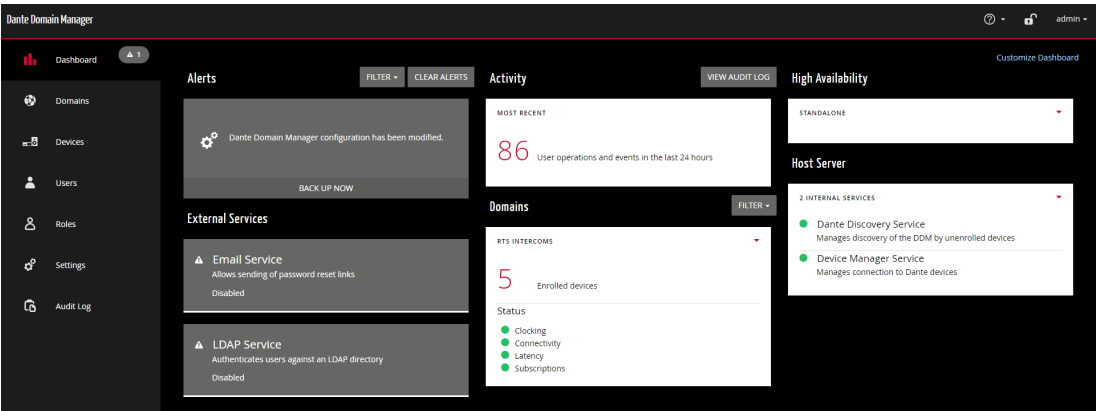 Dante Domain Manager
admin
Dashboard
1
Domains
Devices
Users
Roles
Settings
Audit Log
Customize Dashboard
Alerts
FILTER
CLEAR ALERTS
Dante Domain Manager configuration has been modified.
BACK UP NOW
External Services
Email Service
Allows sending of password reset links
Disabled
LDAP Service
Authenticates users against an LDAP directory
Disabled
Activity
VIEW AUDIT LOG
MOST RECENT
86 User operations and events in the last 24 hours
Domains
FILTER
RTS INTERCOMS
5 Enrolled devices
Status
Clocking
Connectivity
Latency
Subscriptions
High Availability
STANDALONE
Host Server
2 INTERNAL SERVICES
Dante Discovery Service
Manages discovery of the DDM by unenrolled devices
Device Manager Service
Manages connection to Dante devices